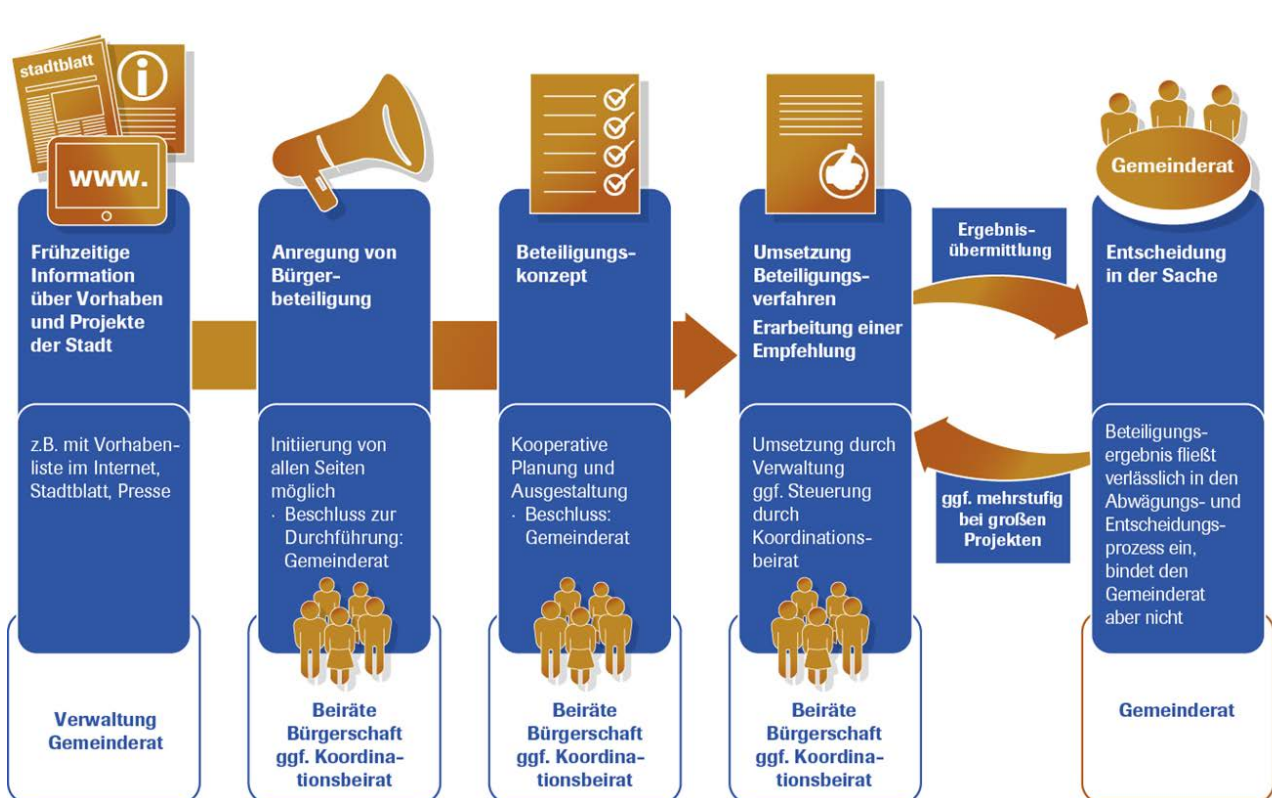 stadtblatt
i
www.
Frühzeitige
Information
über Vorhaben
und Projekte
der Stadt
z.B. mit Vorhaben-
liste im Internet,
Stadtblatt, Presse
Verwaltung
Gemeinderat
Anregung von
Bürger-
beteiligung
Initiierung von
allen Seiten
möglich
· Beschluss zur
Durchführung:
Gemeinderat
Beiräte
Bürgerschaft
ggf. Koordina-
tionsbeirat
Beteiligungs-
konzept
Kooperative
Planung und
Ausgestaltung
· Beschluss:
Gemeinderat
Beiräte
Bürgerschaft
ggf. Koordina-
tionsbeirat
Umsetzung
Beteiligungs-
verfahren
Erarbeitung einer
Empfehlung
Umsetzung durch
Verwaltung
ggf. Steuerung
durch
Koordinations-
beirat
Beiräte
Bürgerschaft
ggf. Koordina-
tionsbeirat
Ergebnis-
übermittlung
ggf. mehrstufig
bei großen
Projekten
Gemeinderat
Entscheidung
in der Sache
Beteiligungs-
ergebnis fließt
verlässlich in den
Abwägungs- und
Entscheidungs-
prozess ein,
bindet den
Gemeinderat
aber nicht
Gemeinderat